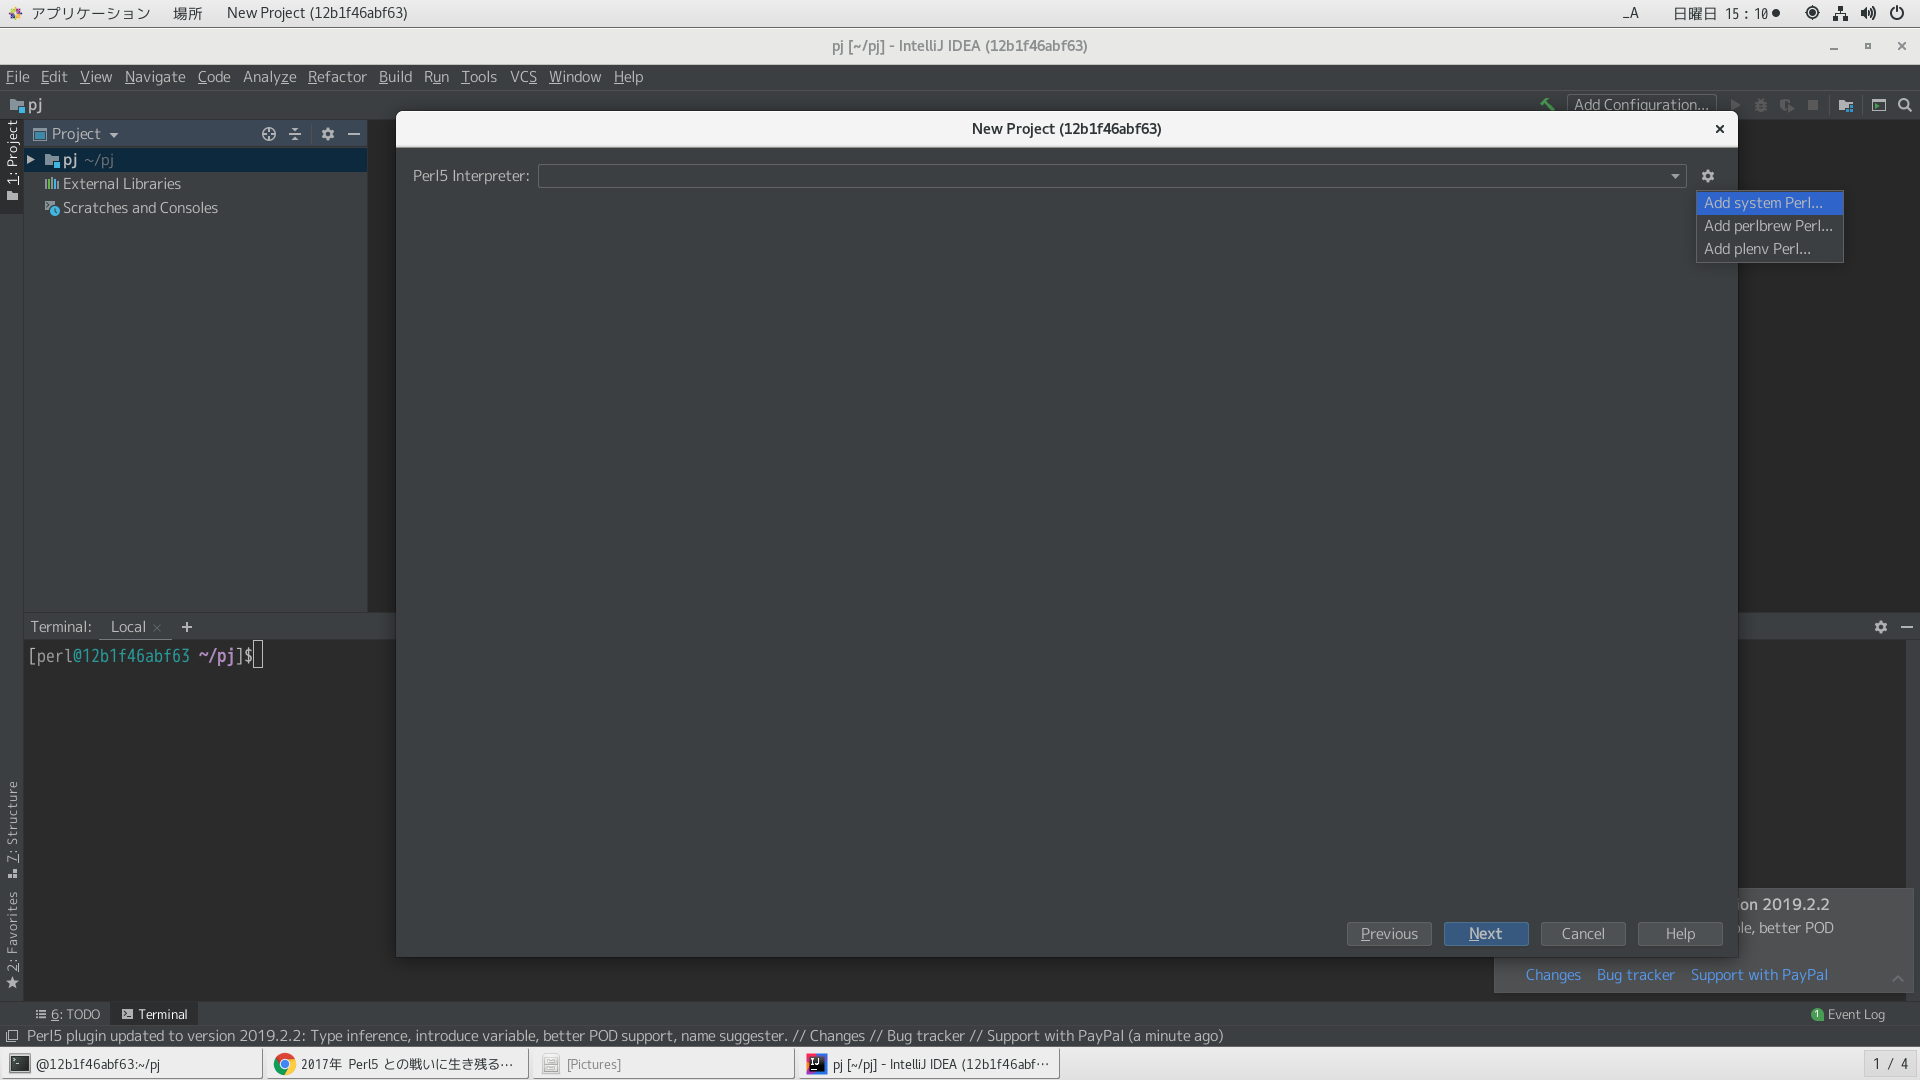 アプリケーション 場所 New Project (12b1f46abf63) _A 日曜日 15：10●
pj [~/pj] - IntelliJ IDEA (12b1f46abf63)
File Edit View Navigate Code Analyze Refactor Build Run Tools VCS Window Help
pj Add Configuration...
1: Project
Project
pj ~/pj
External Libraries
Scratches and Consoles
New Project (12b1f46abf63)
Perl5 Interpreter:
Add system Perl...
Add perlbrew Perl...
Add plenv Perl...
Previous Next Cancel Help
Terminal: Local
[perl@12b1f46abf63 ~/pj]$
7: Structure
2: Favorites
on 2019.2.2
le, better POD
Changes Bug tracker Support with PayPal
6: TODO Terminal 1 Event Log
Perl5 plugin updated to version 2019.2.2: Type inference, introduce variable, better POD support, name suggester. // Changes // Bug tracker // Support with PayPal (a minute ago)
@12b1f46abf63:~/pj 2017年 Perl5 との戦いに生き残る… [Pictures] pj [~/pj] - IntelliJ IDEA (12b1f46abf… 1 / 4